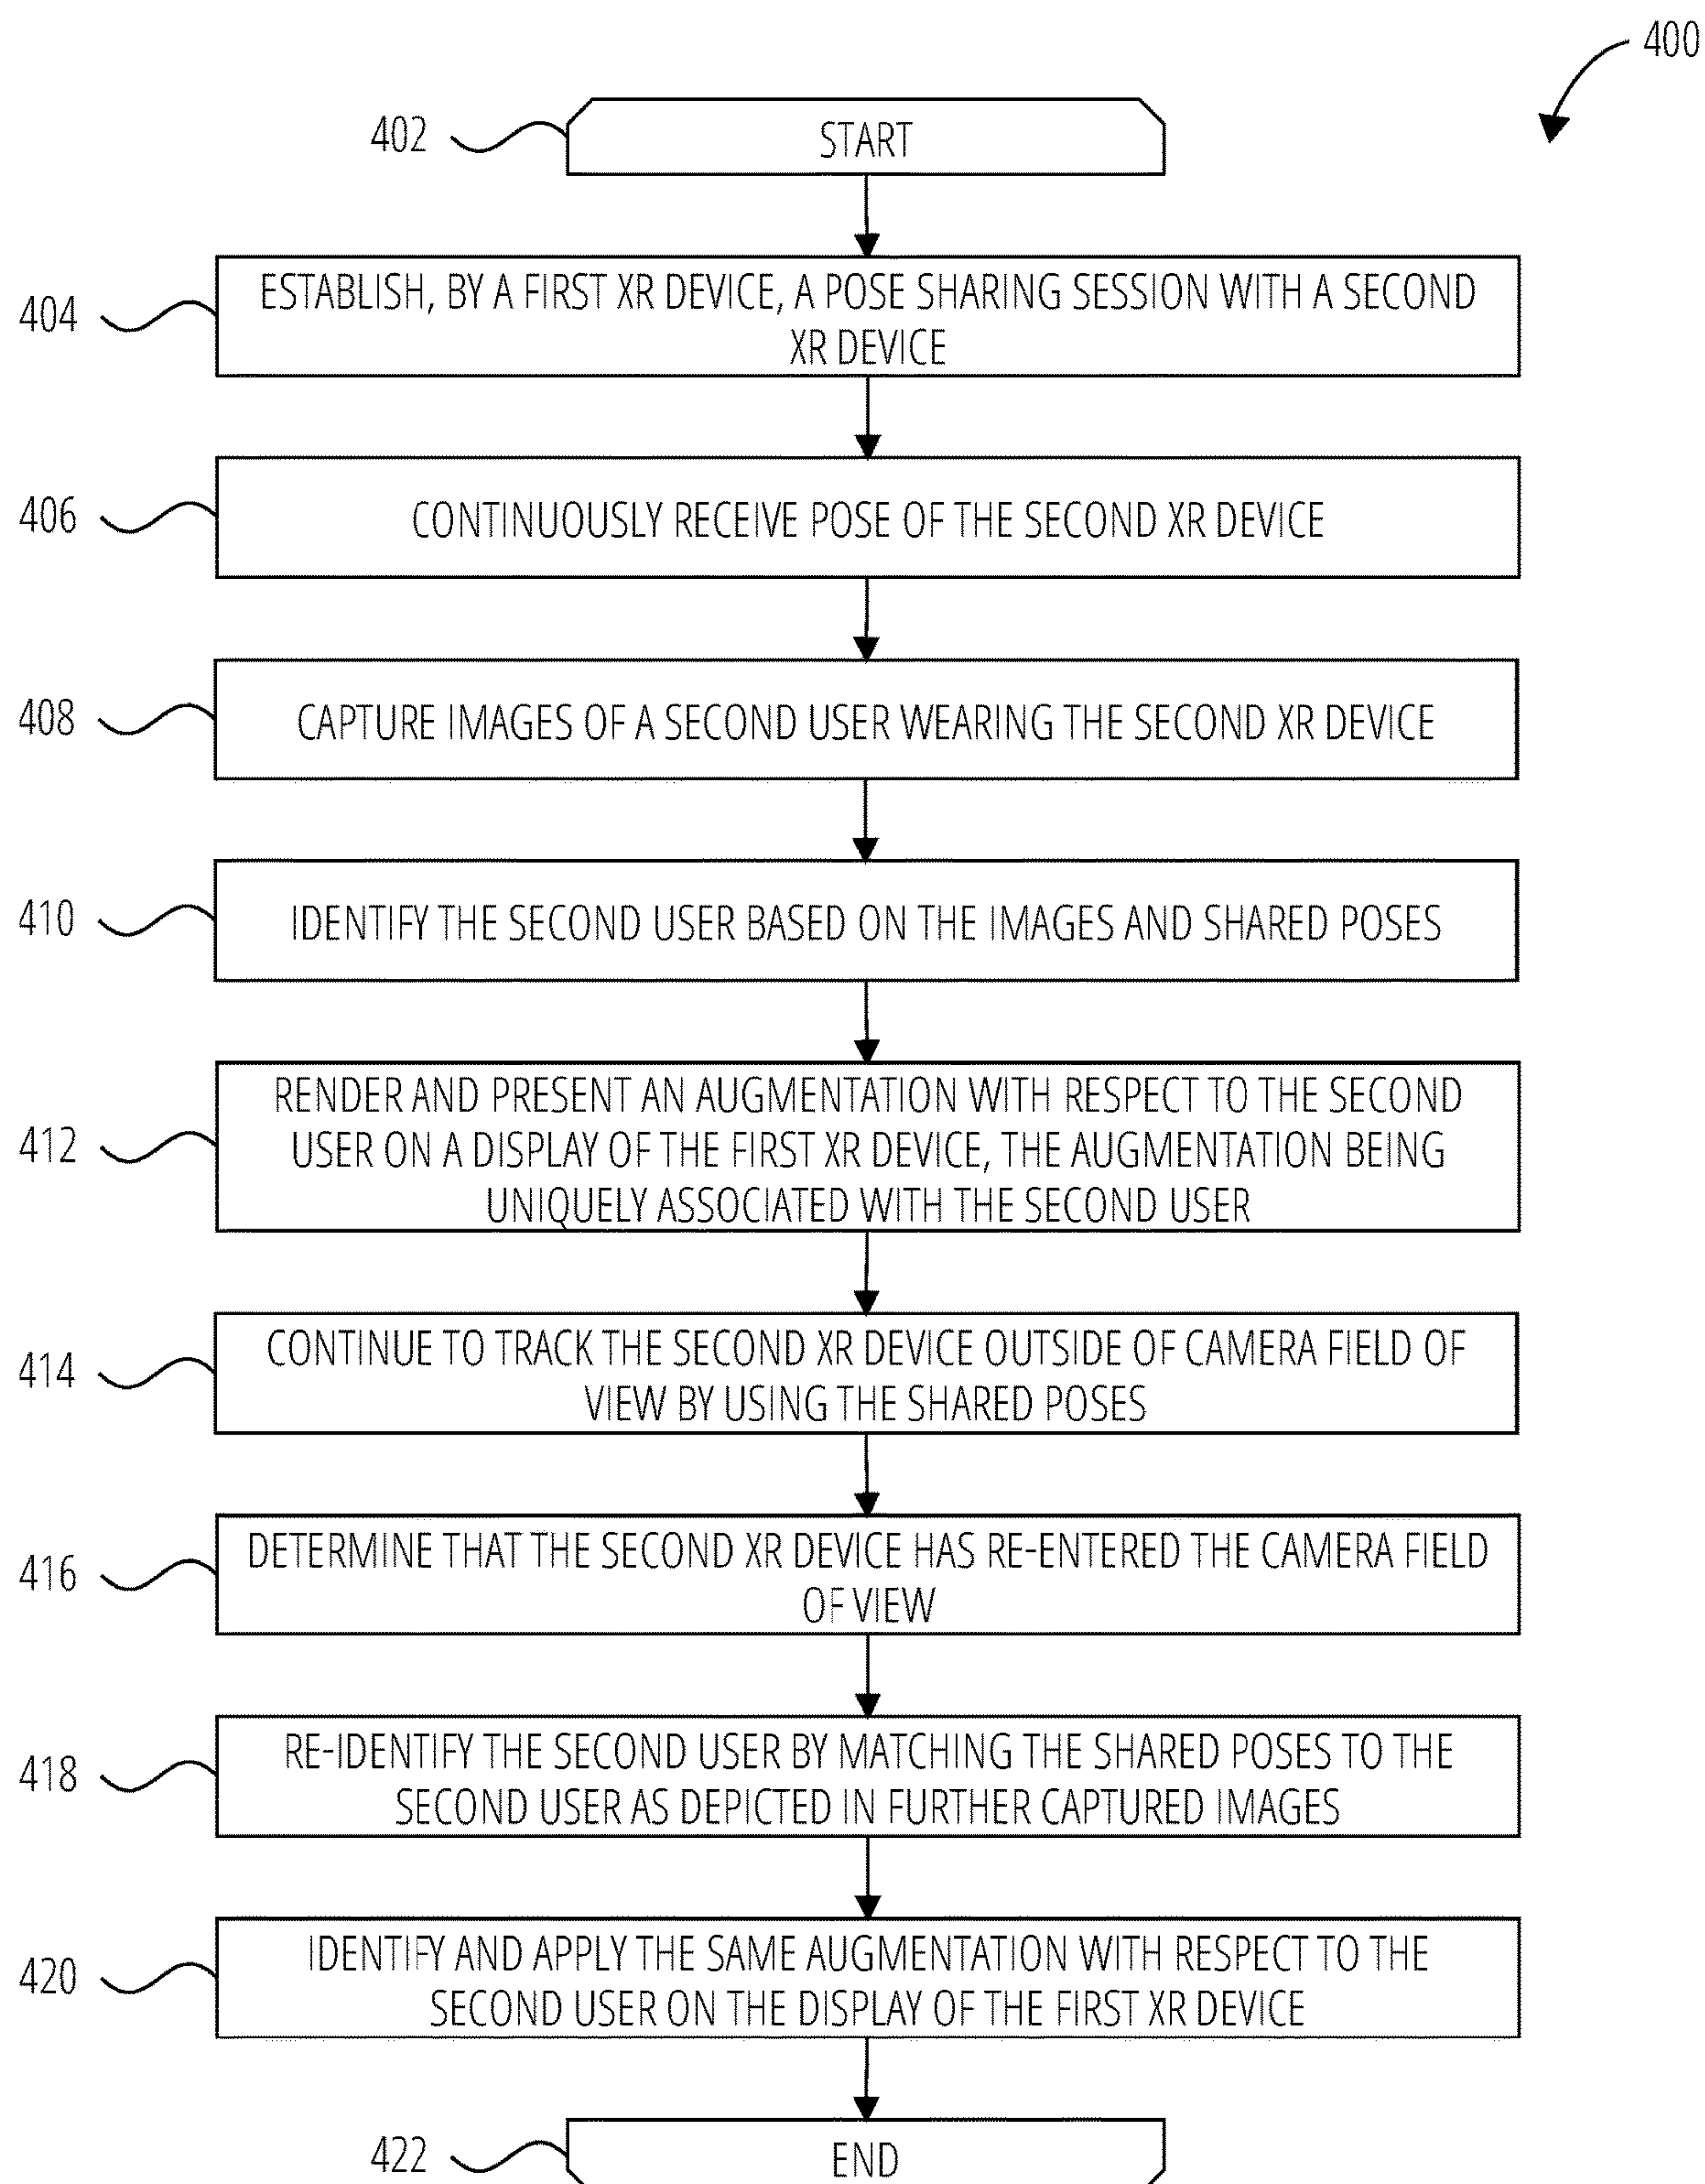 400
402
START
404
ESTABLISH, BY A FIRST XR DEVICE, A POSE SHARING SESSION WITH A SECOND
XR DEVICE
406
CONTINUOUSLY RECEIVE POSE OF THE SECOND XR DEVICE
408
CAPTURE IMAGES OF A SECOND USER WEARING THE SECOND XR DEVICE
410
IDENTIFY THE SECOND USER BASED ON THE IMAGES AND SHARED POSES
412
RENDER AND PRESENT AN AUGMENTATION WITH RESPECT TO THE SECOND
USER ON A DISPLAY OF THE FIRST XR DEVICE, THE AUGMENTATION BEING
UNIQUELY ASSOCIATED WITH THE SECOND USER
414
CONTINUE TO TRACK THE SECOND XR DEVICE OUTSIDE OF CAMERA FIELD OF
VIEW BY USING THE SHARED POSES
416
DETERMINE THAT THE SECOND XR DEVICE HAS RE-ENTERED THE CAMERA FIELD
OF VIEW
418
RE-IDENTIFY THE SECOND USER BY MATCHING THE SHARED POSES TO THE
SECOND USER AS DEPICTED IN FURTHER CAPTURED IMAGES
420
IDENTIFY AND APPLY THE SAME AUGMENTATION WITH RESPECT TO THE
SECOND USER ON THE DISPLAY OF THE FIRST XR DEVICE
422
END